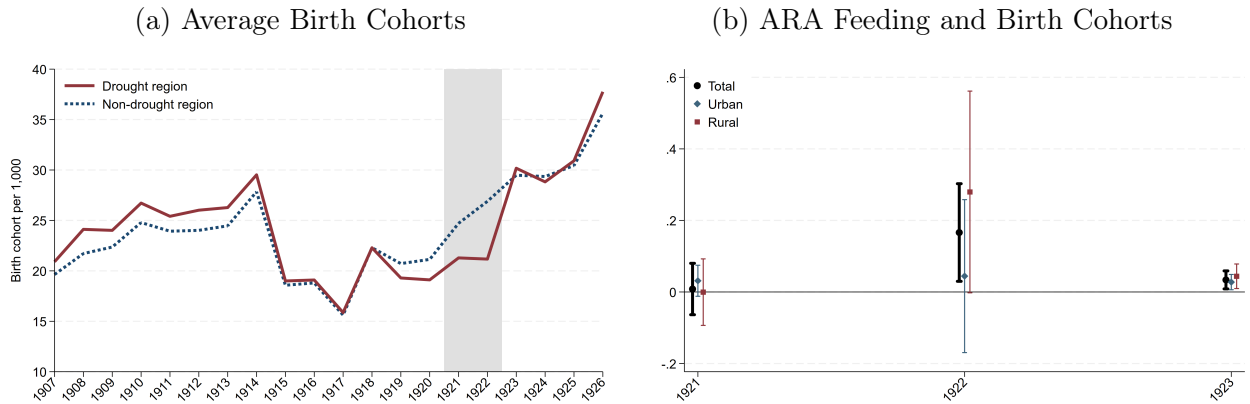 (a) Average Birth Cohorts
Birth cohort per 1,000
40
35
30
25
20
15
10
Drought region
Non-drought region
1907 1908 1909 1910 1911 1912 1913 1914 1915 1916 1917 1918 1919 1920 1921 1922 1923 1924 1925 1926
(b) ARA Feeding and Birth Cohorts
.6
.4
.2
0
-.2
Total
Urban
Rural
1921 1922 1923